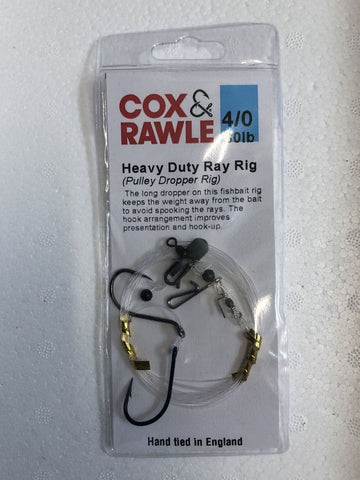 COX &
RAWLE
4/0
Heavy Duty Ray Rig
(Pulley Dropper Rig)
The long dropper on this fishbait rig
keeps the weight away from the bait
to avoid spooking the rays. The
hook arrangement improves
presentation and hook-up.
Hand tied in England